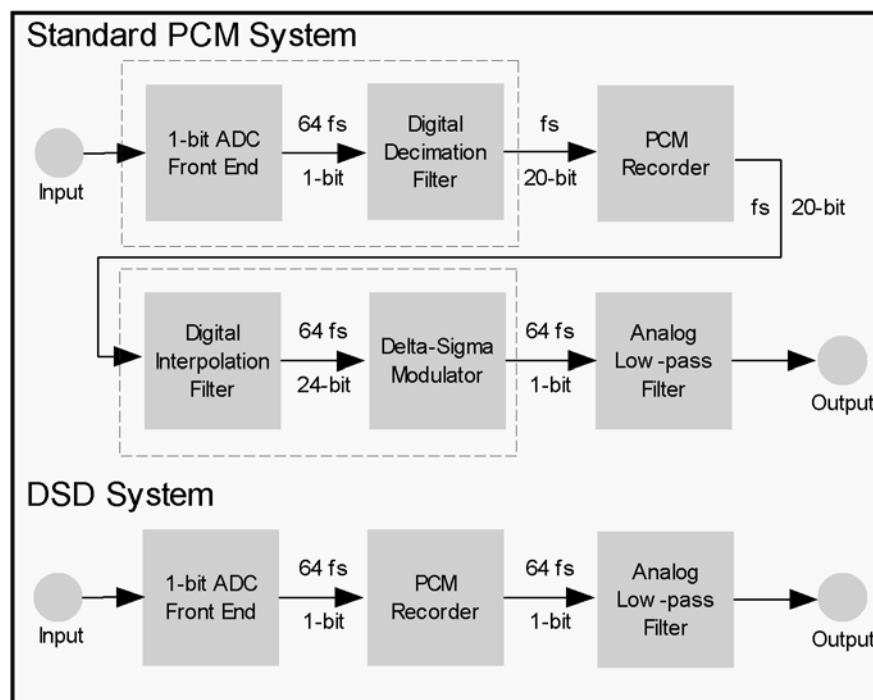 Standard PCM System
1-bit ADC
Front End
64 fs
1-bit
Digital
Decimation
Filter
fs
20-bit
PCM
Recorder
Input
fs
20-bit
Digital
Interpolation
Filter
64 fs
24-bit
Delta-Sigma
Modulator
64 fs
1-bit
Analog
Low -pass
Filter
Output
DSD System
1-bit ADC
Front End
64 fs
1-bit
PCM
Recorder
64 fs
1-bit
Analog
Low -pass
Filter
Input
Output